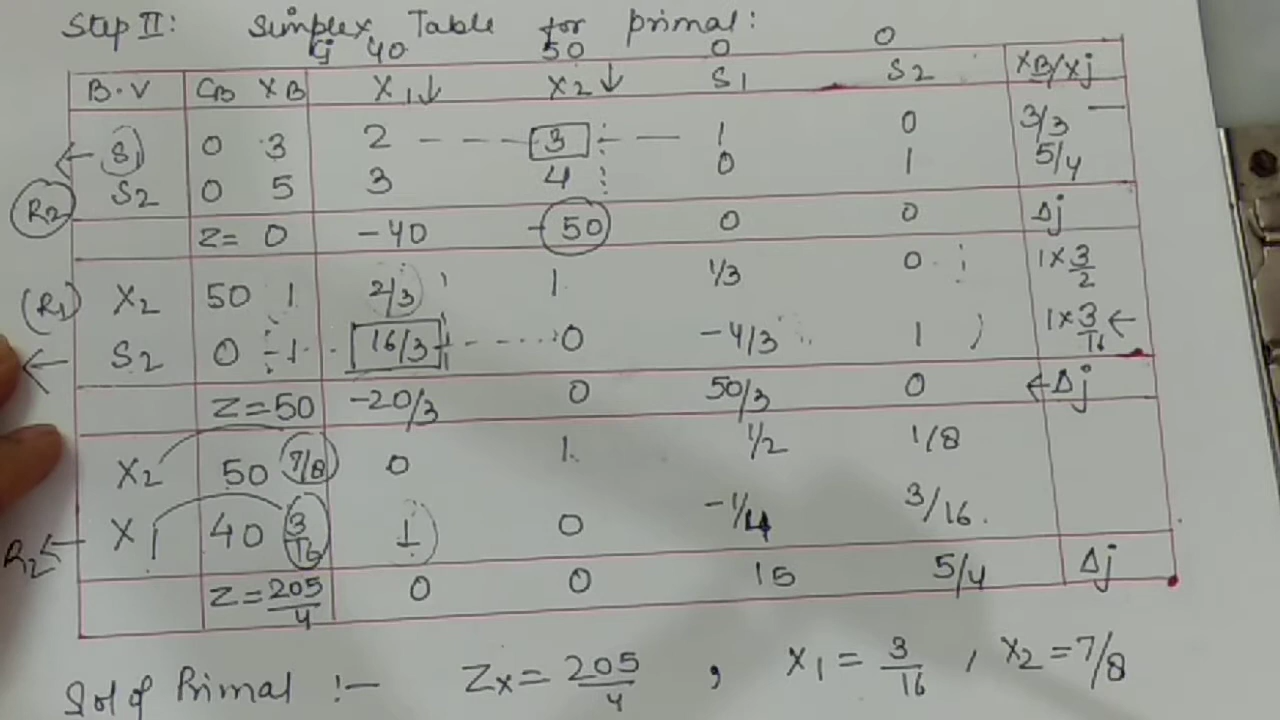 Step II: Simplex Table for primal:
Cj 40 50 0 0
B.V CB XB X1↓ X2↓ S1 S2 XB/Xj
← S1 0 3 2 3 1 0 3/3
R2 S2 0 5 3 4 0 1 5/4
Z= 0 -40 -50 0 0 Δj
(R1) X2 50 1 2/3 1 1/3 0 1×3/2
← S2 0 1 16/3 0 -4/3 1 1×3/16 ←
Z=50 -20/3 0 50/3 0 ←Δj
X2 50 7/8 0 1 1/2 1/8
R2← X1 40 3/16 1 0 -1/4 3/16
Z=205/4 0 0 15 5/4 Δj
Sol of Primal :- Zx = 205/4 , X1 = 3/16 , X2 = 7/8